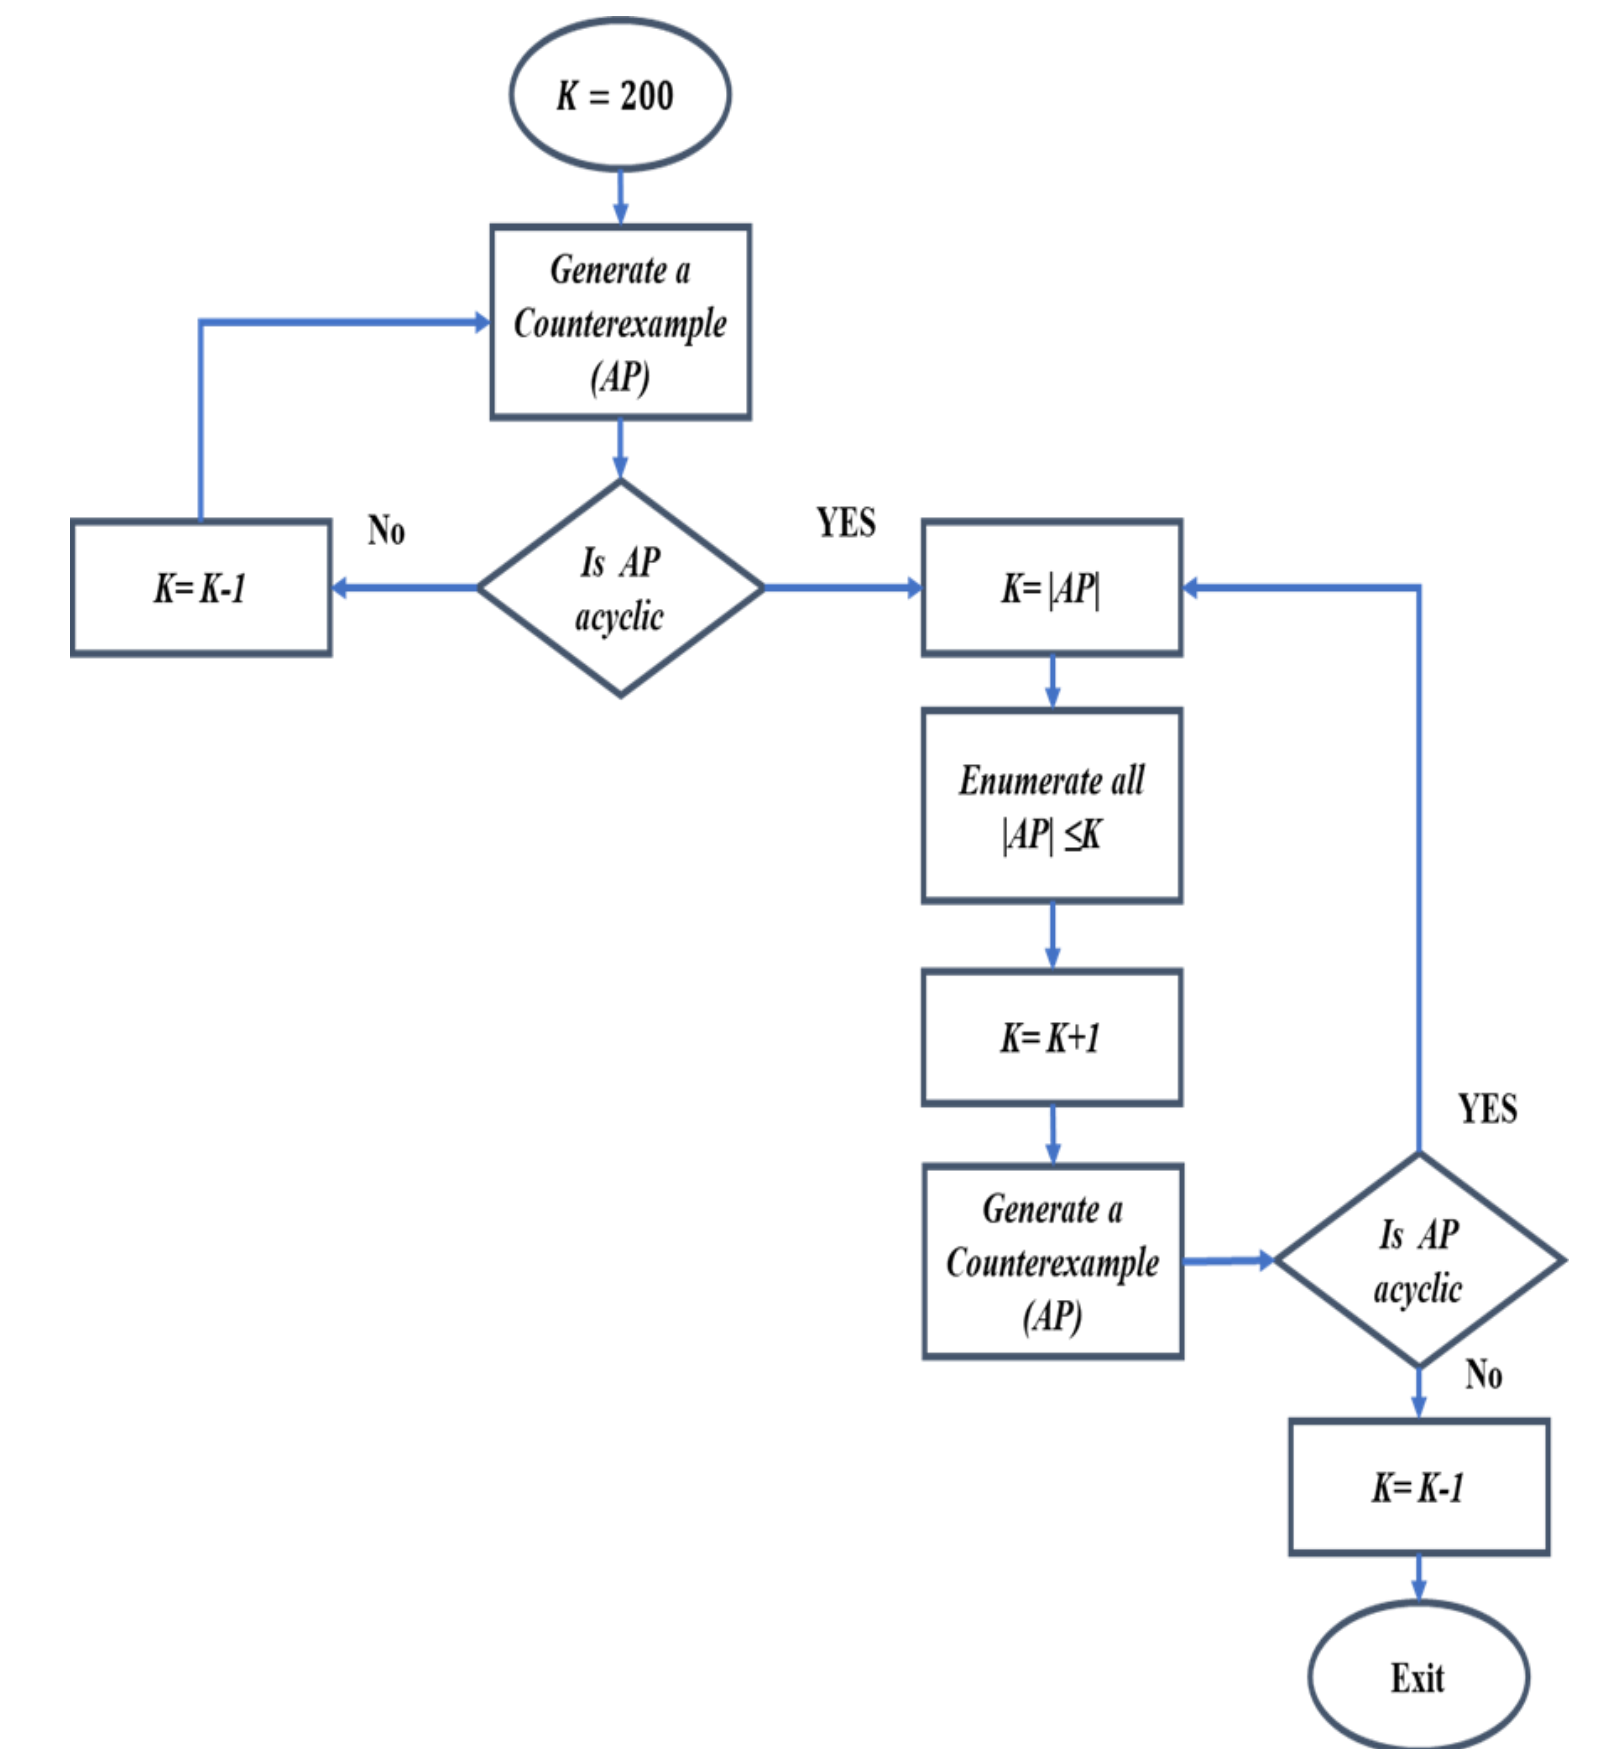 K = 200
Generate a
Counterexample
(AP)
No
YES
K= K-1
Is AP
acyclic
K= |AP|
Enumerate all
|AP| ≤K
K= K+1
YES
Generate a
Counterexample
(AP)
Is AP
acyclic
No
K= K-1
Exit